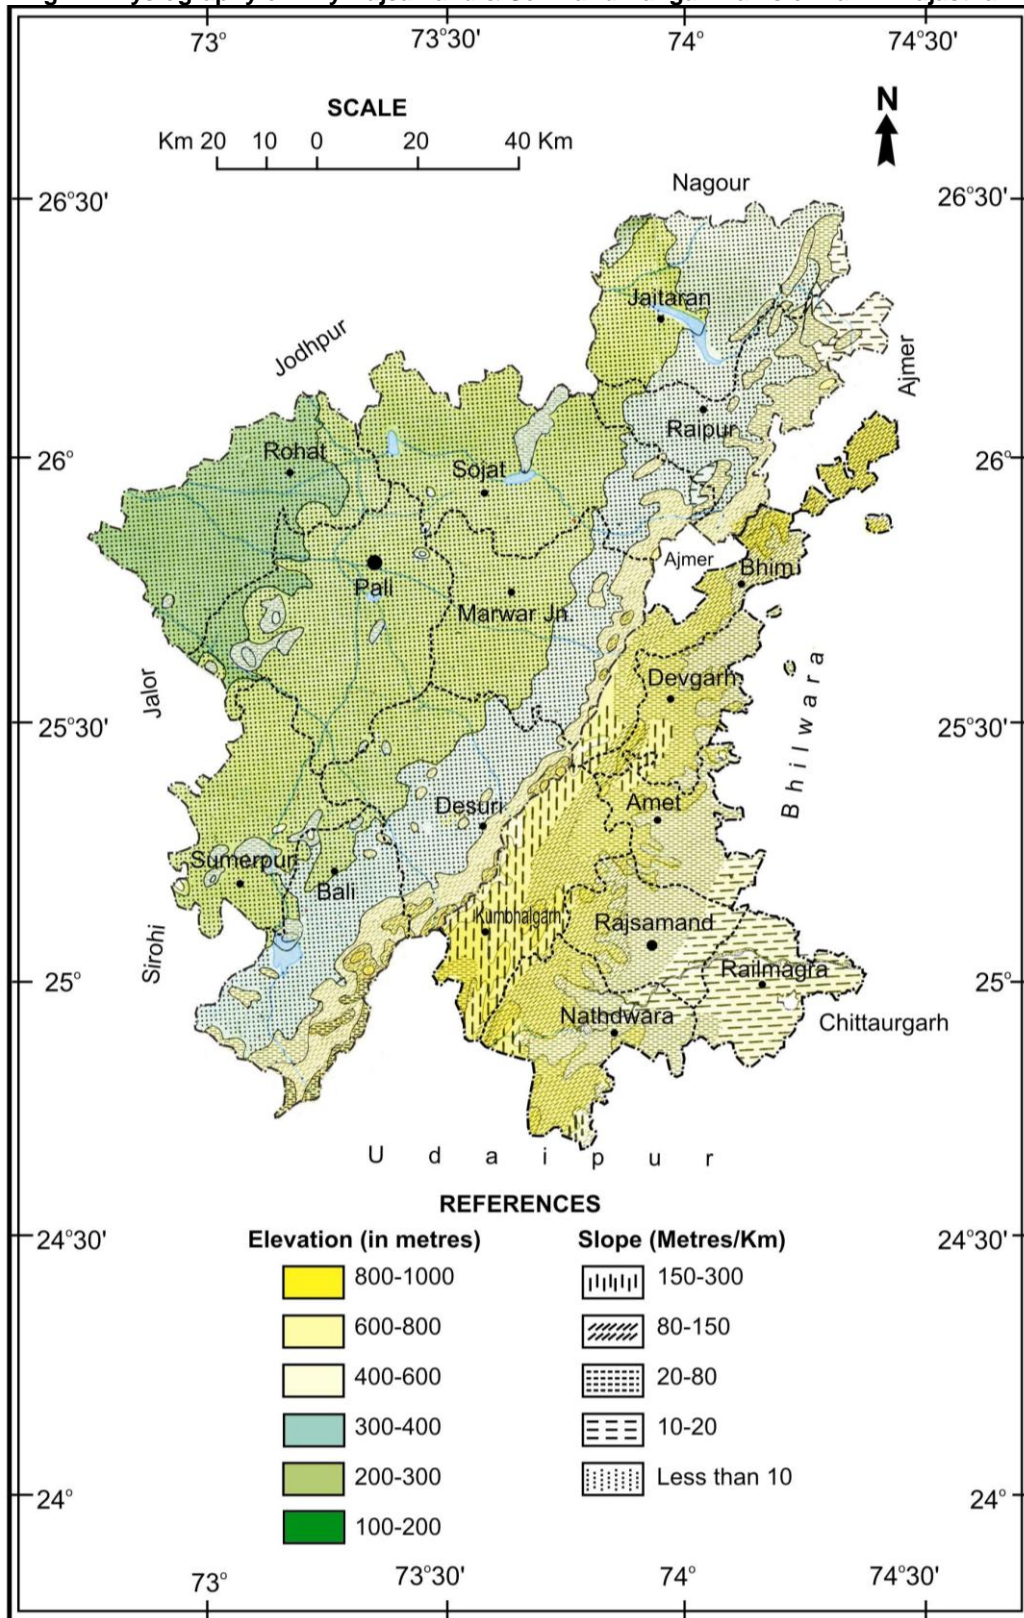 73° 73°30' 74° 74°30'
SCALE
Km 20 10 0 20 40 Km
N
Nagour
26°30' 26°30'
Jaitaran
Jodhpur
Ajmer
Raipur
Rohat
26° 26°
Sojat
Ajmer
Bhim
Pali
Marwar Jn.
Devgarh
Jalor
Bhilwara
25°30' 25°30'
Desuri
Amet
Sumerpur
Bali
Kumbhalgarh
Rajsamand
Sirohi
25° 25°
Railmagra
Nathdwara
Chittaurgarh
Udaipur
REFERENCES
24°30' 24°30'
Elevation (in metres) Slope (Metres/Km)
800-1000 150-300
600-800 80-150
400-600 20-80
300-400 10-20
200-300 Less than 10
24° 24°
100-200
73° 73°30' 74° 74°30'